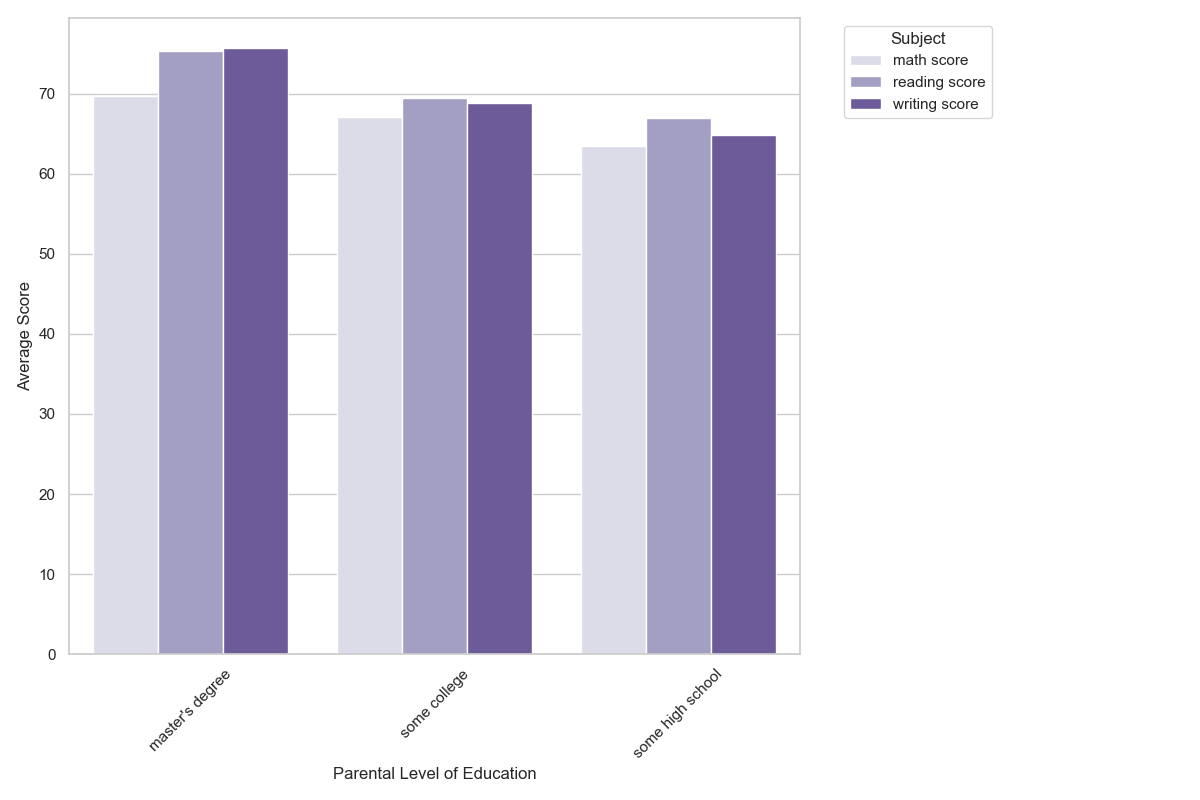 Subject
math score
reading score
writing score
70
60
50
40
30
20
10
0
Average Score
master's degree
some college
some high school
Parental Level of Education